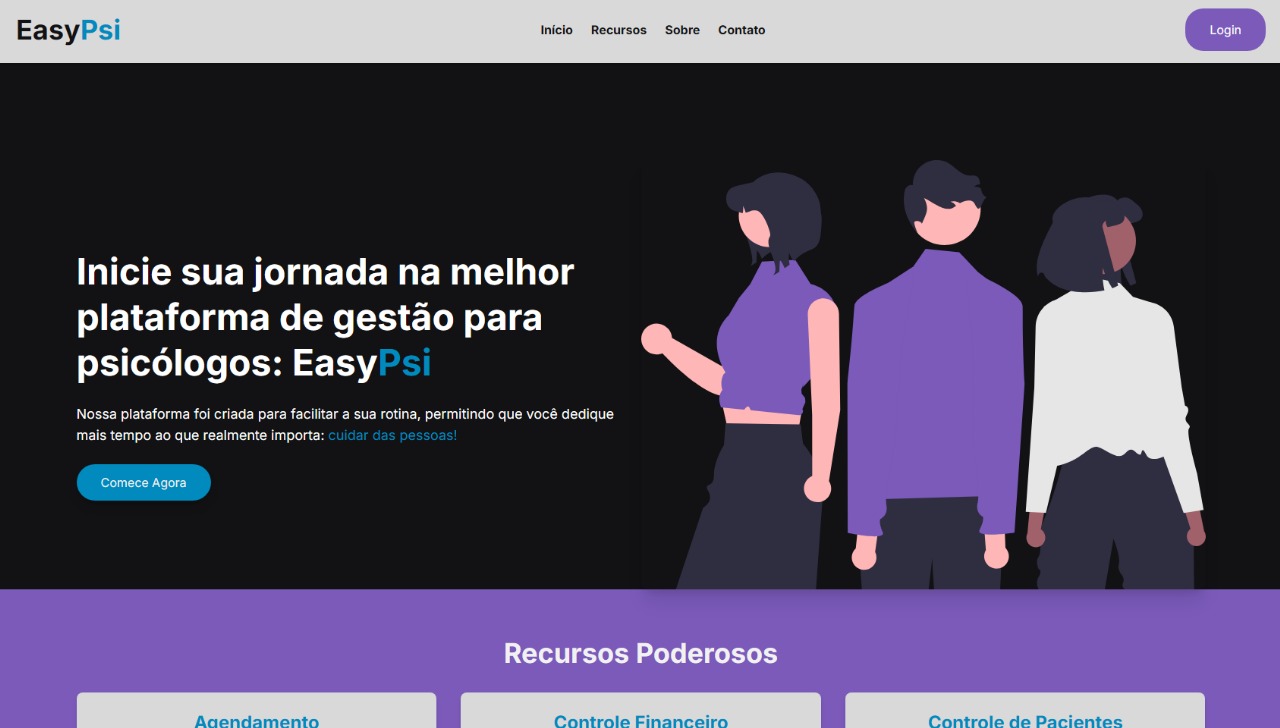 EasyPsi
Início Recursos Sobre Contato
Login
Inicie sua jornada na melhor
plataforma de gestão para
psicólogos: EasyPsi
Nossa plataforma foi criada para facilitar a sua rotina, permitindo que você dedique
mais tempo ao que realmente importa: cuidar das pessoas!
Comece Agora
Recursos Poderosos
Agendamento
Controle Financeiro
Controle de Pacientes